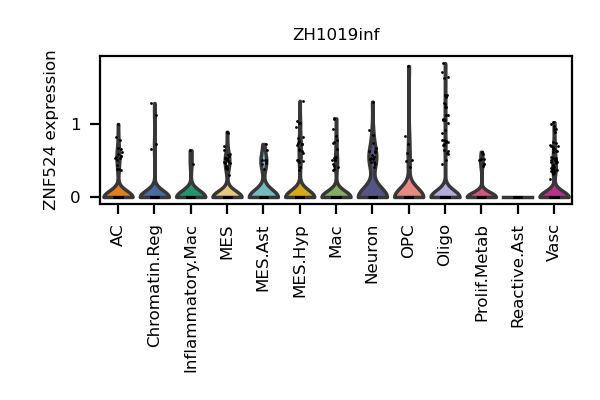 ZH1019inf
ZNF524 expression
1
0
AC
Chromatin.Reg
Inflammatory.Mac
MES
MES.Ast
MES.Hyp
Mac
Neuron
OPC
Oligo
Prolif.Metab
Reactive.Ast
Vasc